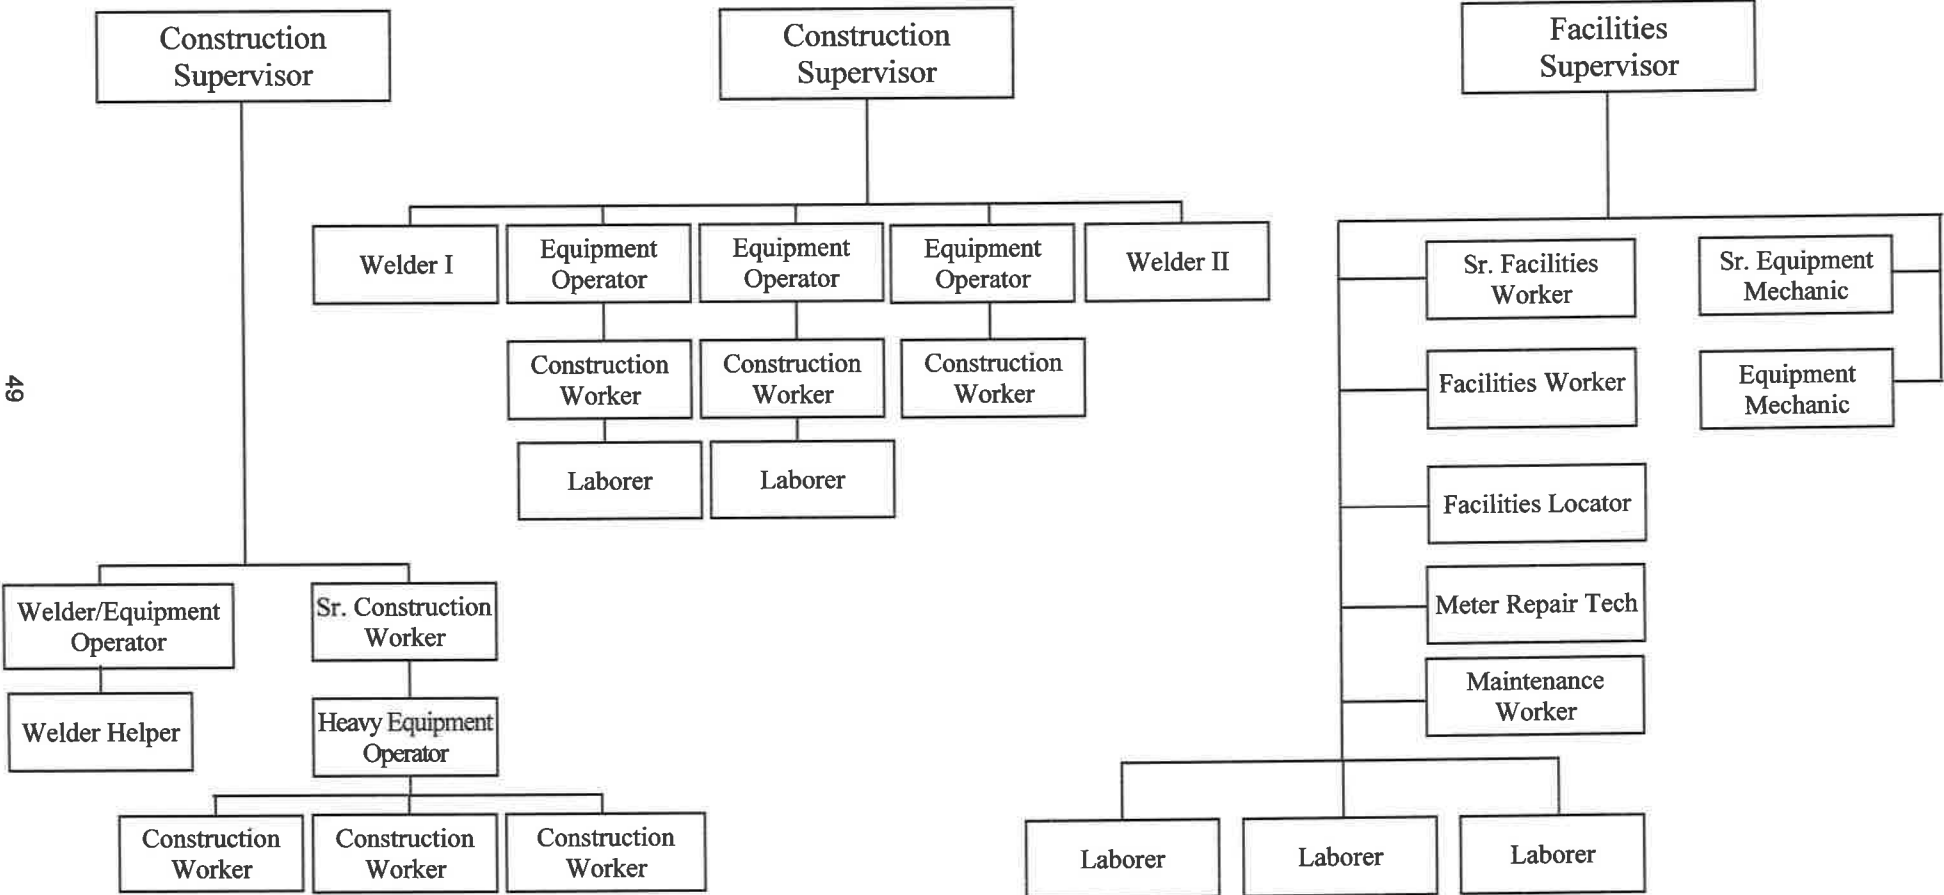 Construction
Supervisor
Construction
Supervisor
Facilities
Supervisor
Welder I
Equipment
Operator
Equipment
Operator
Equipment
Operator
Welder II
Sr. Facilities
Worker
Sr. Equipment
Mechanic
Construction
Worker
Construction
Worker
Construction
Worker
Facilities Worker
Equipment
Mechanic
49
Laborer
Laborer
Facilities Locator
Welder/Equipment
Operator
Sr. Construction
Worker
Meter Repair Tech
Welder Helper
Heavy Equipment
Operator
Maintenance
Worker
Construction
Worker
Construction
Worker
Construction
Worker
Laborer
Laborer
Laborer